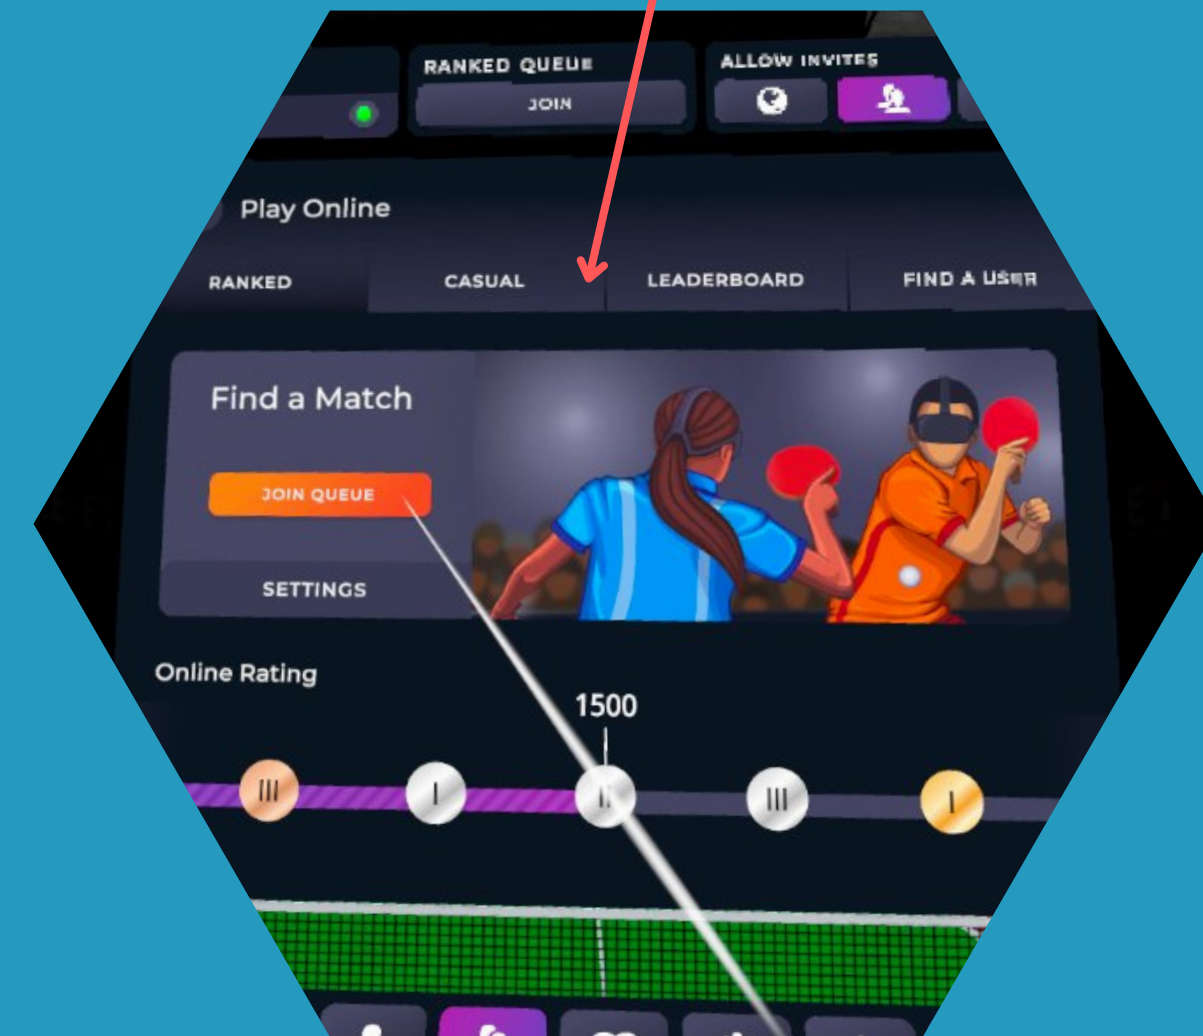 RANKED QUEUE
JOIN
ALLOW INVITES
Play Online
RANKED
CASUAL
LEADERBOARD
FIND A USER
Find a Match
JOIN QUEUE
SETTINGS
Online Rating
1500
III
I
II
III
I